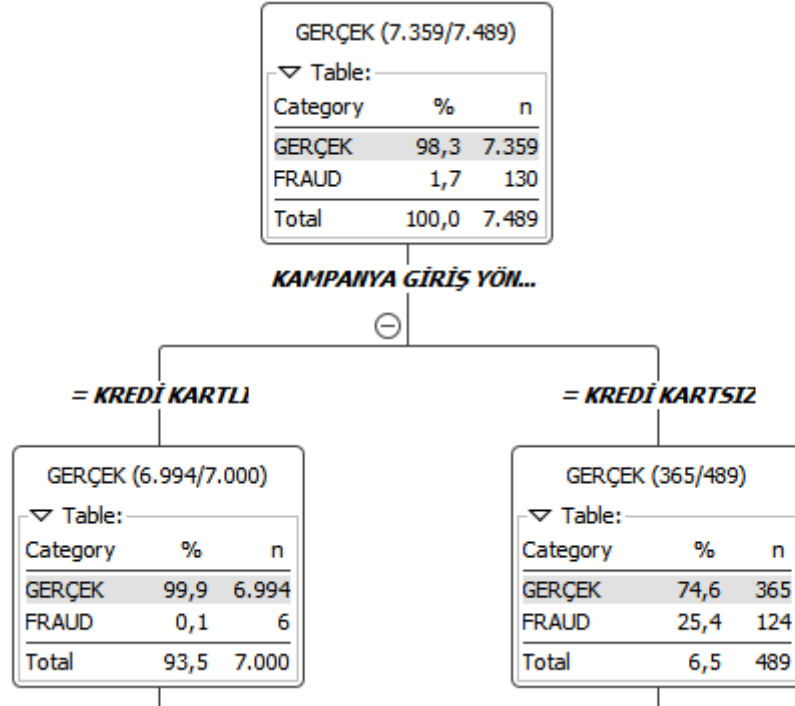 GERÇEK (7.359/7.489)
Table:
Category % n
GERÇEK 98,3 7.359
FRAUD 1,7 130
Total 100,0 7.489
KAMPANYA GİRİŞ YÖN...
= KREDİ KARTLI
GERÇEK (6.994/7.000)
Table:
Category % n
GERÇEK 99,9 6.994
FRAUD 0,1 6
Total 93,5 7.000
= KREDİ KARTSIZ
GERÇEK (365/489)
Table:
Category % n
GERÇEK 74,6 365
FRAUD 25,4 124
Total 6,5 489